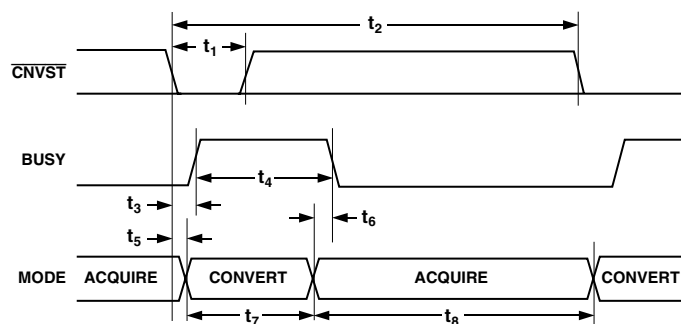 t2
t1
CNVST
BUSY
t4
t3
t6
t5
MODE
ACQUIRE
CONVERT
ACQUIRE
CONVERT
t7
t8